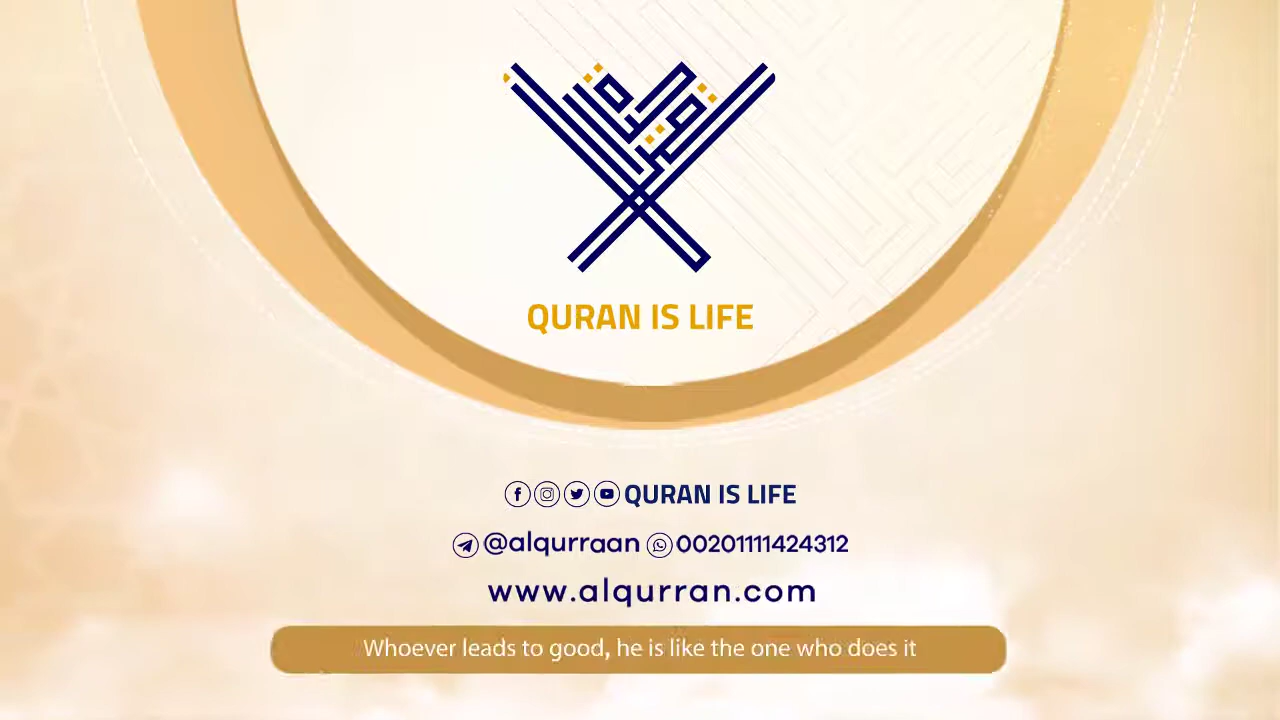 QURAN IS LIFE
QURAN IS LIFE
@alqurraan 00201111424312
www.alqurran.com
Whoever leads to good, he is like the one who does it